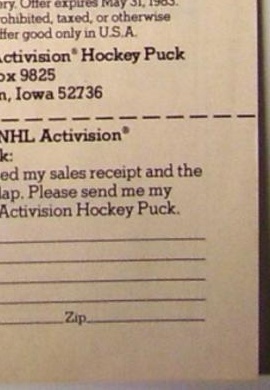 ery. Offer expires May 31, 1983.
ohibited, taxed, or otherwise
ffer good only in U.S.A.
Activision® Hockey Puck
ox 9825
n, Iowa 52736
NHL Activision®
k:
ed my sales receipt and the
lap. Please send me my
Activision Hockey Puck.
Zip